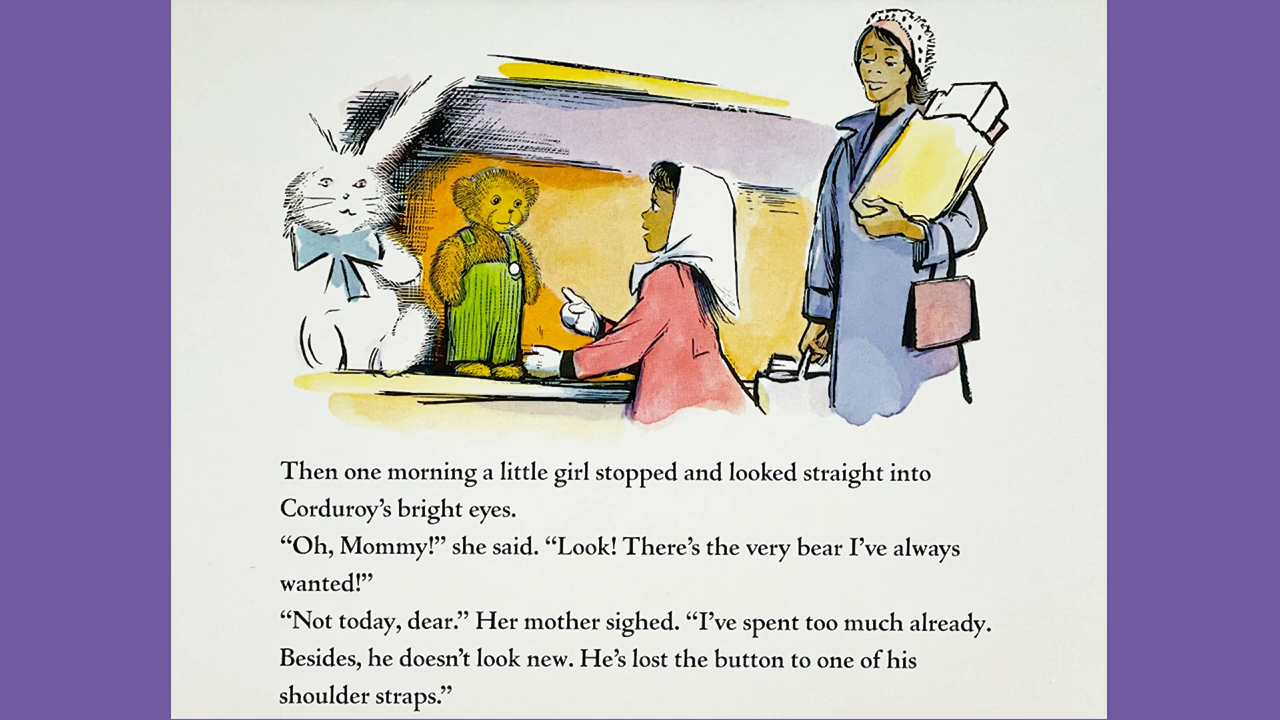 Then one morning a little girl stopped and looked straight into
Corduroy’s bright eyes.
“Oh, Mommy!” she said. “Look! There’s the very bear I’ve always
wanted!”
“Not today, dear.” Her mother sighed. “I’ve spent too much already.
Besides, he doesn’t look new. He’s lost the button to one of his
shoulder straps.”